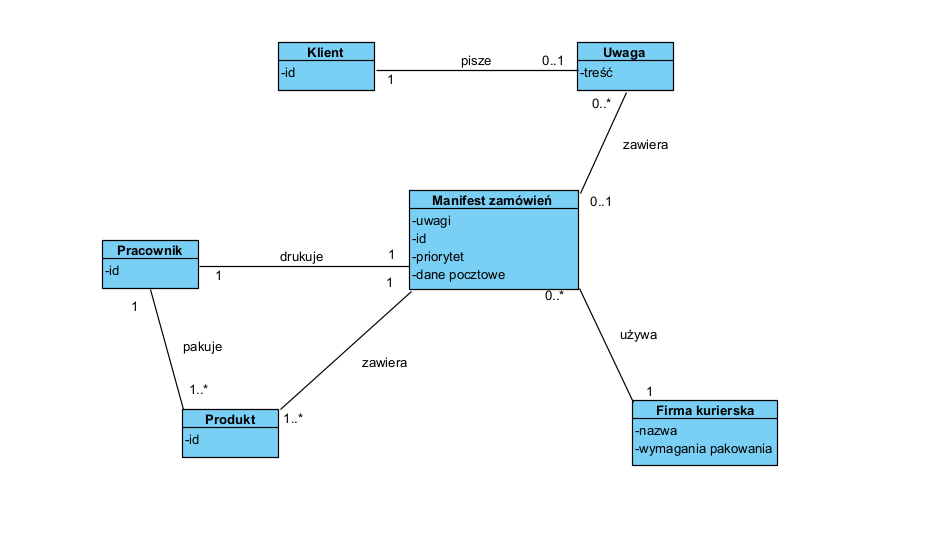 Klient
-id
pisze
0..1
1
Uwaga
-treść
0..*
zawiera
0..1
Manifest zamówień
-uwagi
-id
-priorytet
-dane pocztowe
Pracownik
-id
drukuje
1
1
1
1
0..*
pakuje
zawiera
używa
1..*
1..*
1
Produkt
-id
Firma kurierska
-nazwa
-wymagania pakowania